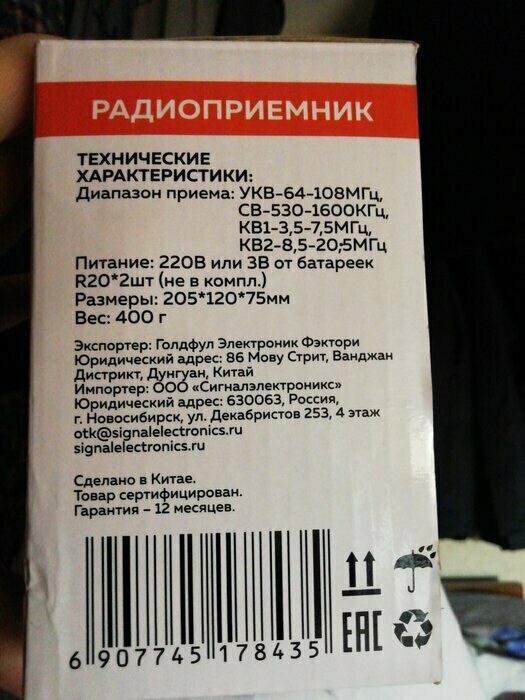 РАДИОПРИЕМНИК
ТЕХНИЧЕСКИЕ
ХАРАКТЕРИСТИКИ:
Диапазон приема: УКВ-64-108МГц,
СВ-530-1600КГц,
КВ1-3,5-7,5МГц,
КВ2-8,5-20,5МГц
Питание: 220В или 3В от батареек
R20*2шт (не в компл.)
Размеры: 205*120*75мм
Вес: 400 г
Экспортер: Голдфул Электроник Фэктори
Юридический адрес: 86 Мову Стрит, Ванджан
Дистрикт, Дунгуан, Китай
Импортер: ООО «Сигналэлектроникс»
Юридический адрес: 630063, Россия,
г. Новосибирск, ул. Декабристов 253, 4 этаж
otk@signalelectronics.ru
signalelectronics.ru
Сделано в Китае.
Товар сертифицирован.
Гарантия – 12 месяцев.
EAC
6 907745 178435